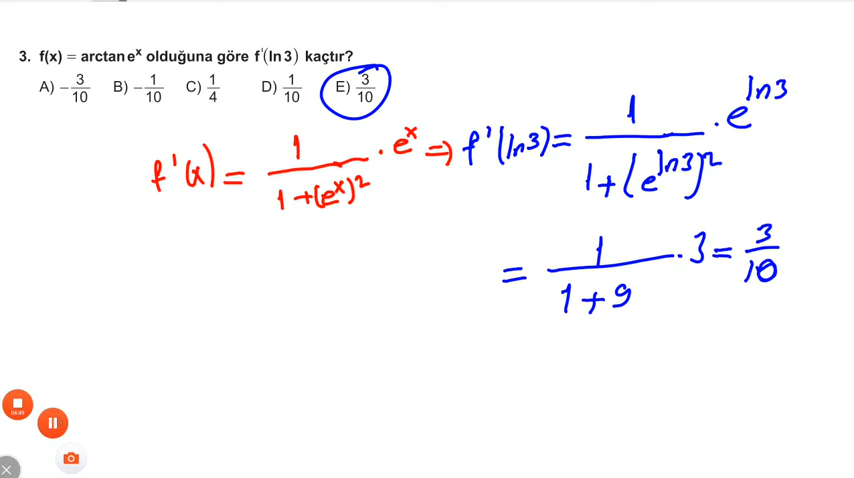 3. f(x) = arctan eˣ olduğuna göre f'(ln 3) kaçtır?
A) -3/10 B) -1/10 C) 1/4 D) 1/10 E) 3/10
f'(x) = 1/(1+(eˣ)²) · eˣ ⇒ f'(ln3) = 1/(1+(e^ln3)²) · e^ln3
= 1/(1+9) · 3 = 3/10